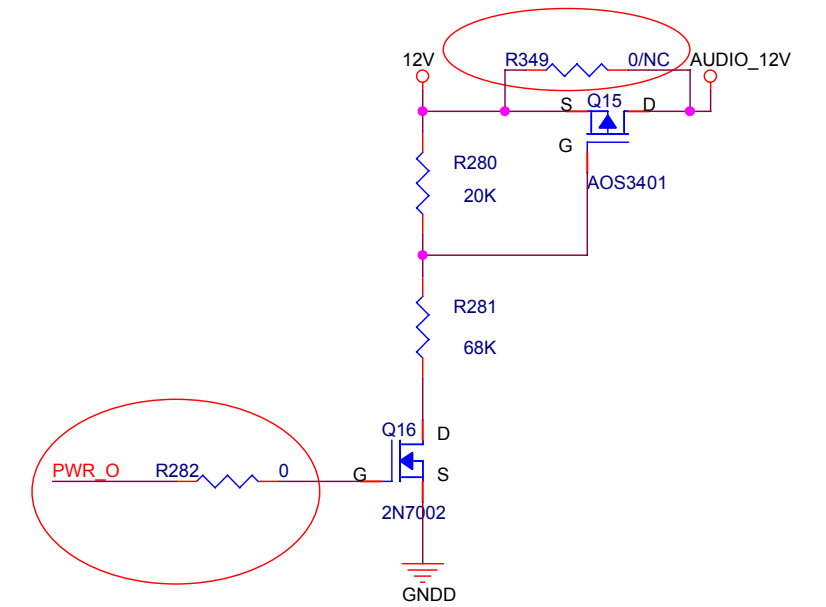 12V
R349 0/NC AUDIO_12V
S Q15 D
G
R280
AOS3401
20K
R281
68K
Q16 D
PWR_O R282 0 G S
2N7002
GNDD